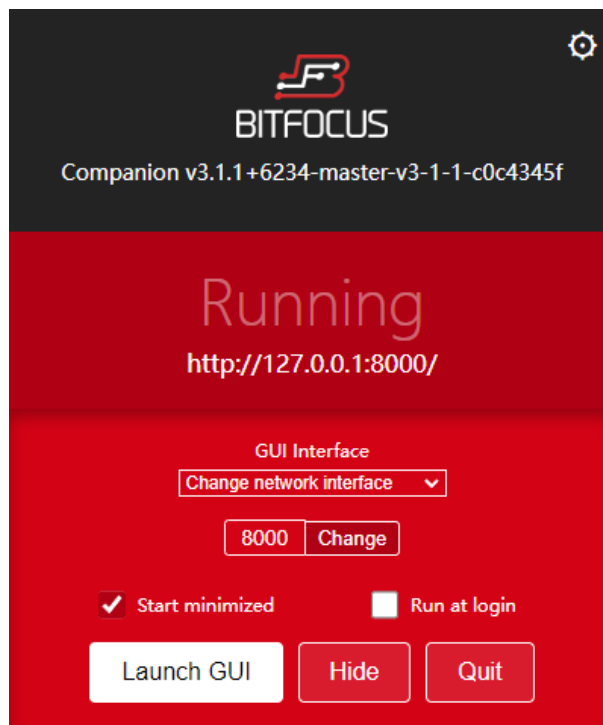 BITFOCUS
Companion v3.1.1+6234-master-v3-1-1-c0c4345f
Running
http://127.0.0.1:8000/
GUI Interface
Change network interface
8000 Change
Start minimized Run at login
Launch GUI Hide Quit